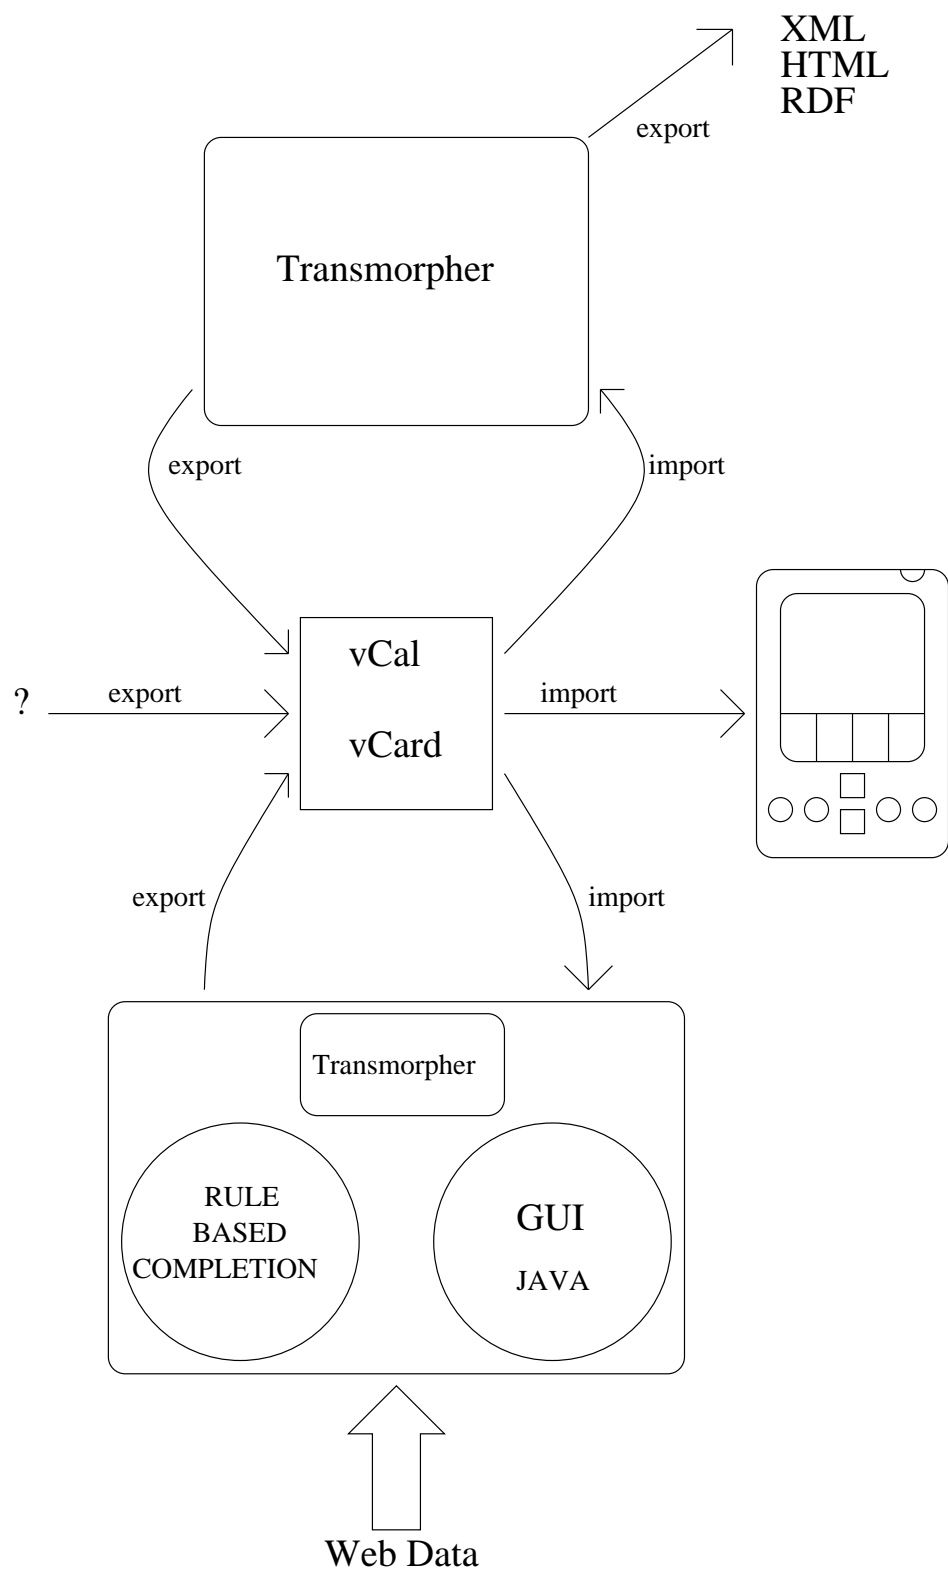 XML
HTML
RDF
export
Transmorpher
export
import
vCal
? export
import
vCard
export
import
Transmorpher
RULE
BASED
COMPLETION
GUI
JAVA
Web Data